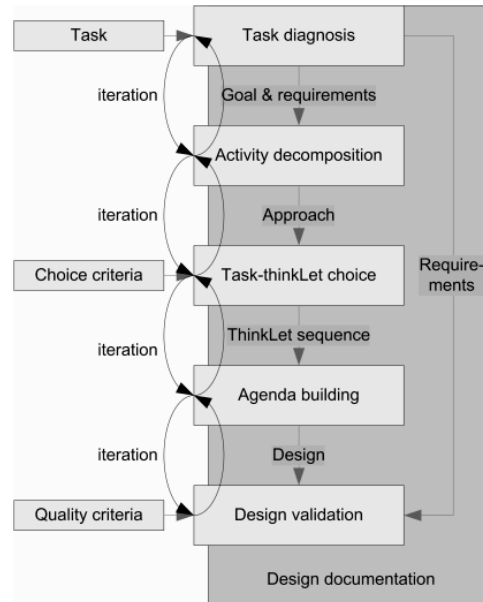 Task
Task diagnosis
iteration
Goal & requirements
Activity decomposition
iteration
Approach
Choice criteria
Task-thinkLet choice
Require-
ments
ThinkLet sequence
iteration
Agenda building
iteration
Design
Quality criteria
Design validation
Design documentation